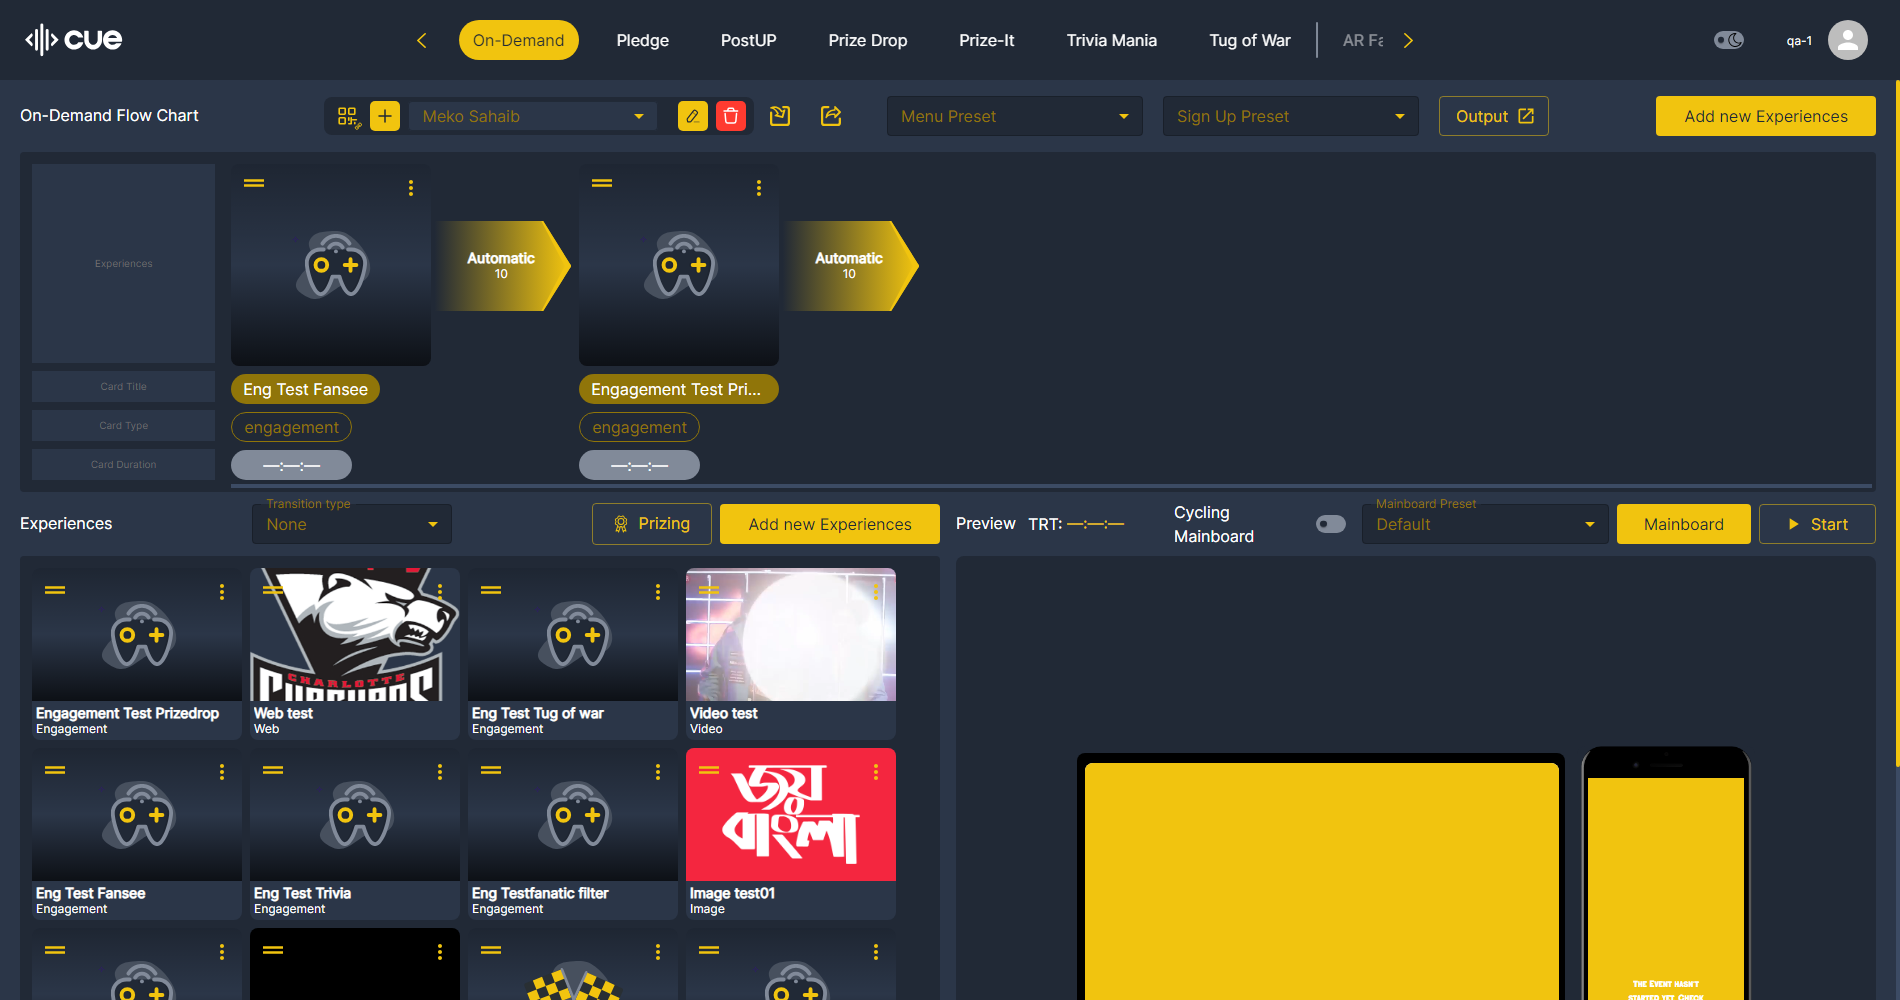 cue
On-Demand
Pledge
PostUP
Prize Drop
Prize-It
Trivia Mania
Tug of War
AR Fa
qa-1
On-Demand Flow Chart
Meko Sahaib
Menu Preset
Sign Up Preset
Output
Add new Experiences
Experiences
Automatic
10
Automatic
10
Card Title
Eng Test Fansee
Engagement Test Pri...
Card Type
engagement
engagement
Card Duration
—:—:—
—:—:—
Experiences
Transition type
None
Prizing
Add new Experiences
Preview TRT: —:—:—
Cycling
Mainboard
Mainboard Preset
Default
Mainboard
Start
CHARLOTTE
Engagement Test Prizedrop
Engagement
Web test
Web
Eng Test Tug of war
Engagement
Video test
Video
জয়
বাংলা
Eng Test Fansee
Engagement
Eng Test Trivia
Engagement
Eng Testfanatic filter
Engagement
Image test01
Image
The Event hasn't
started yet. Check